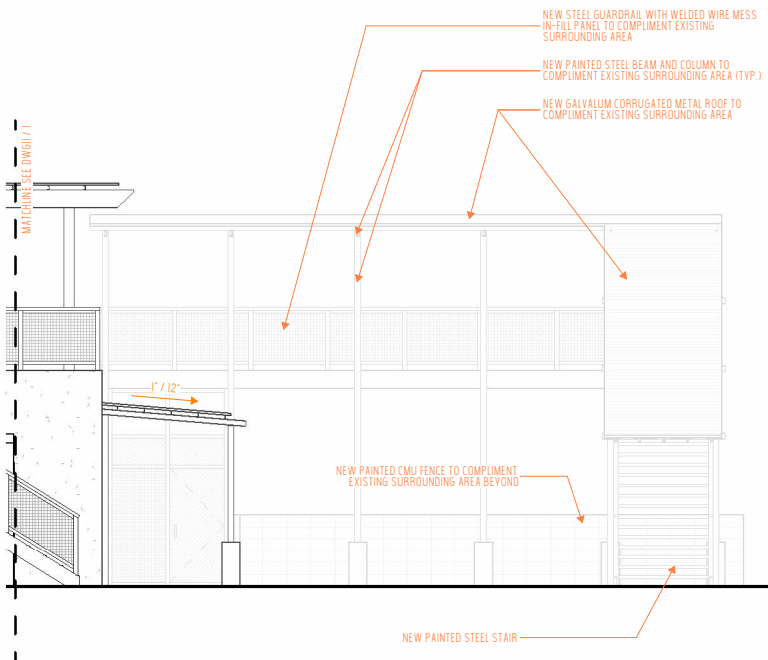 NEW STEEL GUARDRAIL WITH WELDED WIRE MESS
IN-FILL PANEL TO COMPLIMENT EXISTING
SURROUNDING AREA
NEW PAINTED STEEL BEAM AND COLUMN TO
COMPLIMENT EXISTING SURROUNDING AREA (TYP.)
NEW GALVALUM CORRUGATED METAL ROOF TO
COMPLIMENT EXISTING SURROUNDING AREA
MATCHLINE SEE DWG11 / 1
1" / 12"
NEW PAINTED CMU FENCE TO COMPLIMENT
EXISTING SURROUNDING AREA BEYOND
NEW PAINTED STEEL STAIR